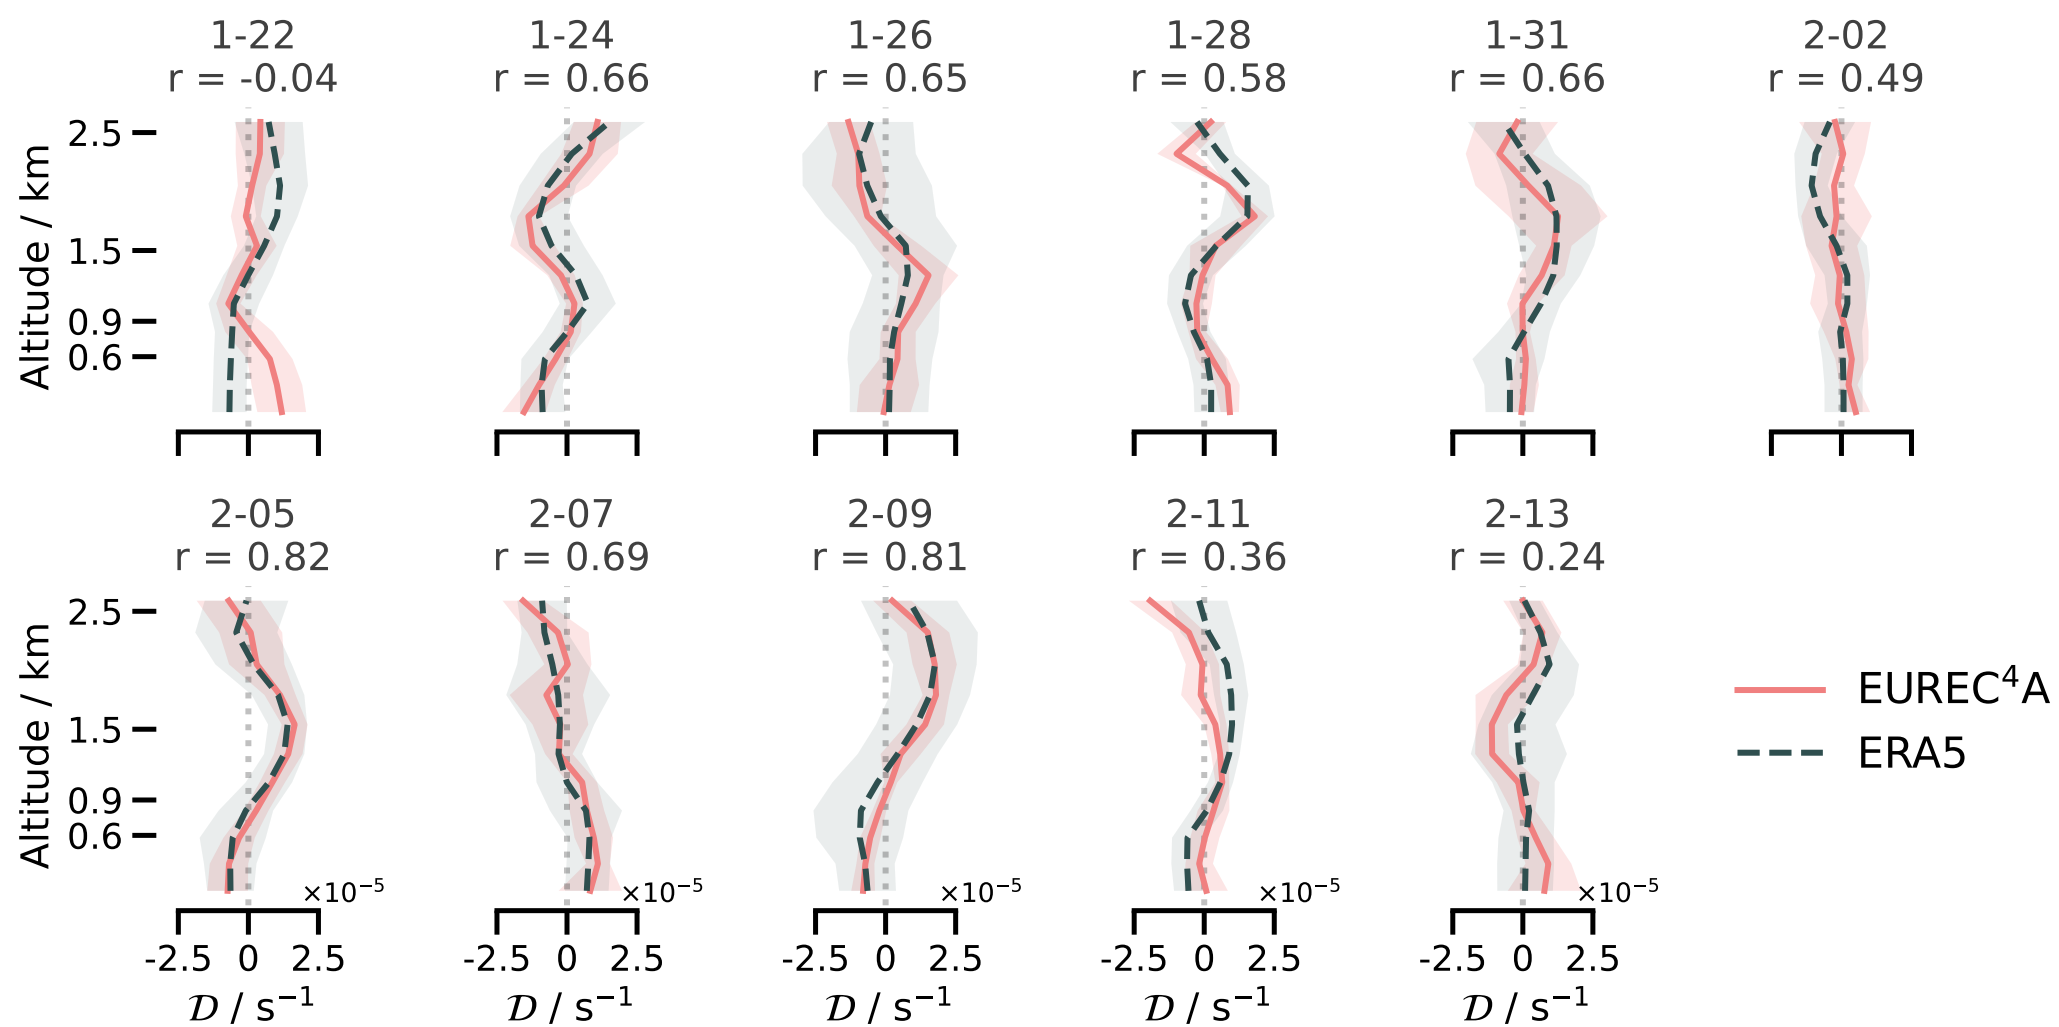 1-22 1-24 1-26 1-28 1-31 2-02
r = -0.04 r = 0.66 r = 0.65 r = 0.58 r = 0.66 r = 0.49
2.5
1.5
0.9
0.6
Altitude / km
2-05 2-07 2-09 2-11 2-13
r = 0.82 r = 0.69 r = 0.81 r = 0.36 r = 0.24
2.5
1.5
0.9
0.6
Altitude / km
EUREC⁴A
ERA5
×10⁻⁵ ×10⁻⁵ ×10⁻⁵ ×10⁻⁵ ×10⁻⁵
-2.5 0 2.5 -2.5 0 2.5 -2.5 0 2.5 -2.5 0 2.5 -2.5 0 2.5
𝒟 / s⁻¹ 𝒟 / s⁻¹ 𝒟 / s⁻¹ 𝒟 / s⁻¹ 𝒟 / s⁻¹